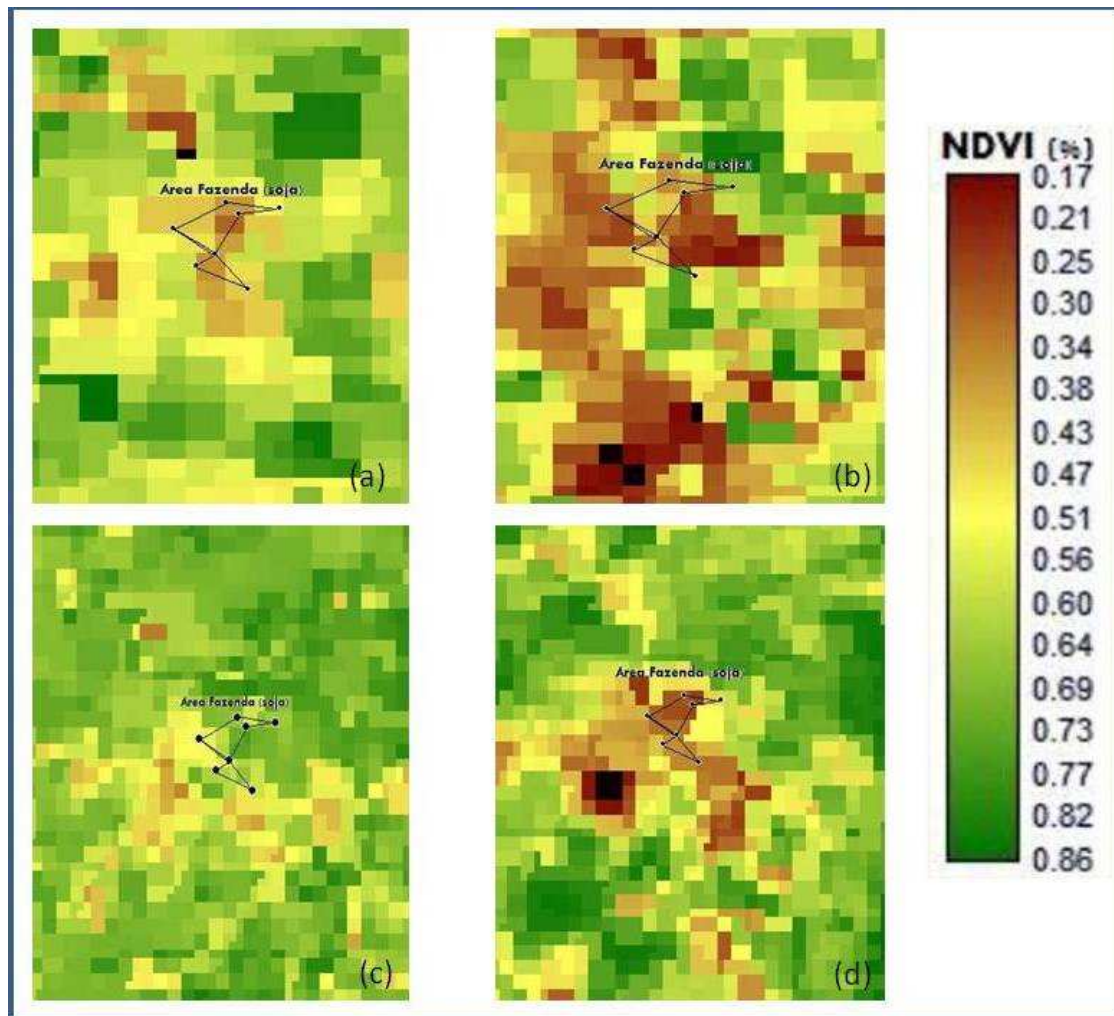 Area Fazenda (soja)
(a)
Area Fazenda (soja)
(b)
Area Fazenda (soja)
(c)
Area Fazenda (soja)
(d)
NDVI (%)
0.17
0.21
0.25
0.30
0.34
0.38
0.43
0.47
0.51
0.56
0.60
0.64
0.69
0.73
0.77
0.82
0.86